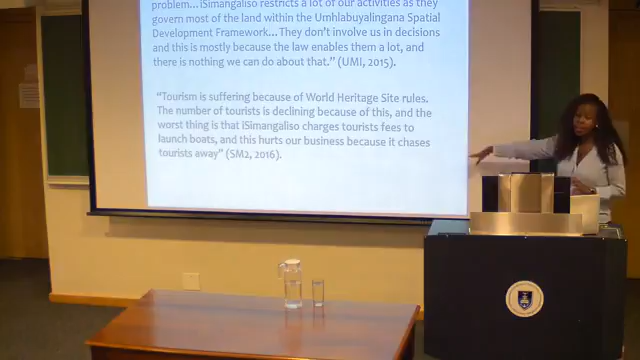 problem…iSimangaliso restricts a lot of our activities as they
govern most of the land within the Umhlabuyalingana Spatial
Development Framework… They don't involve us in decisions
and this is mostly because the law enables them a lot, and
there is nothing we can do about that." (UMI, 2015).
"Tourism is suffering because of World Heritage Site rules.
The number of tourists is declining because of this, and the
worst thing is that iSimangaliso charges tourists fees to
launch boats, and this hurts our business because it chases
tourists away" (SM2, 2016).